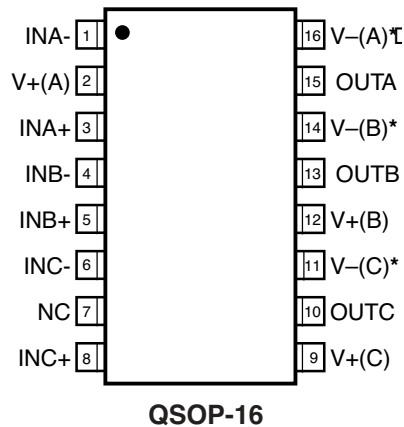 INA- 1 16 V–(A)*
V+(A) 2 15 OUTA
INA+ 3 14 V–(B)*
INB- 4 13 OUTB
INB+ 5 12 V+(B)
INC- 6 11 V–(C)*
NC 7 10 OUTC
INC+ 8 9 V+(C)
QSOP-16